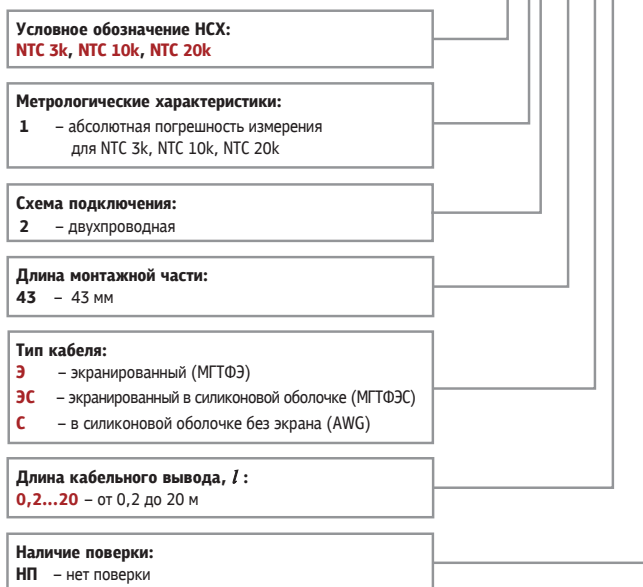 Условное обозначение НСХ:
NTC 3k, NTC 10k, NTC 20k
Метрологические характеристики:
1 – абсолютная погрешность измерения
для NTC 3k, NTC 10k, NTC 20k
Схема подключения:
2 – двухпроводная
Длина монтажной части:
43 – 43 мм
Тип кабеля:
Э – экранированный (МГТФЭ)
ЭС – экранированный в силиконовой оболочке (МГТФЭС)
С – в силиконовой оболочке без экрана (AWG)
Длина кабельного вывода, l :
0,2...20 – от 0,2 до 20 м
Наличие поверки:
НП – нет поверки